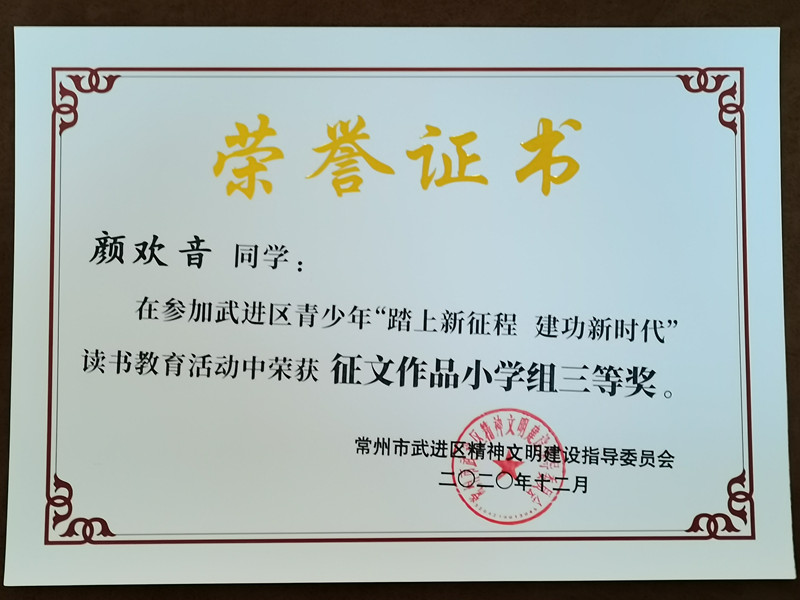 荣誉证书
颜欢音 同学：
在参加武进区青少年“踏上新征程 建功新时代”
读书教育活动中荣获 征文作品小学组三等奖。
常州市武进区精神文明建设指导委员会
二〇二〇年十二月